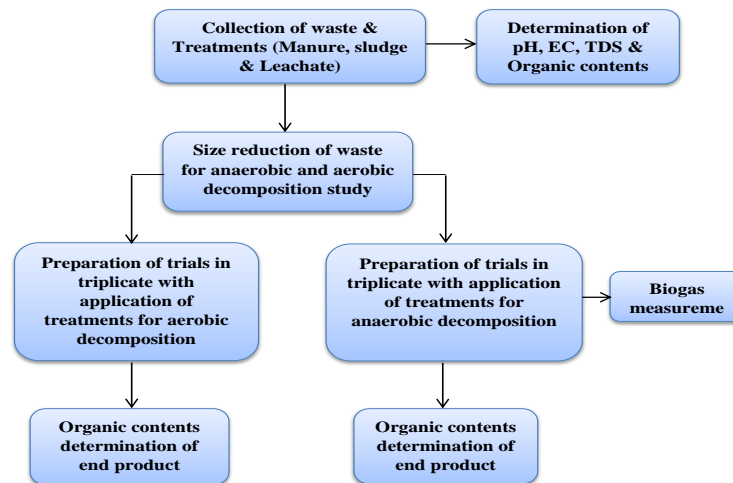 Collection of waste &
Treatments (Manure, sludge
& Leachate)
Determination of
pH, EC, TDS &
Organic contents
Size reduction of waste
for anaerobic and aerobic
decomposition study
Preparation of trials in
triplicate with
application of
treatments for aerobic
decomposition
Preparation of trials in
triplicate with application
of treatments for
anaerobic decomposition
Biogas
measureme
Organic contents
determination of
end product
Organic contents
determination of
end product